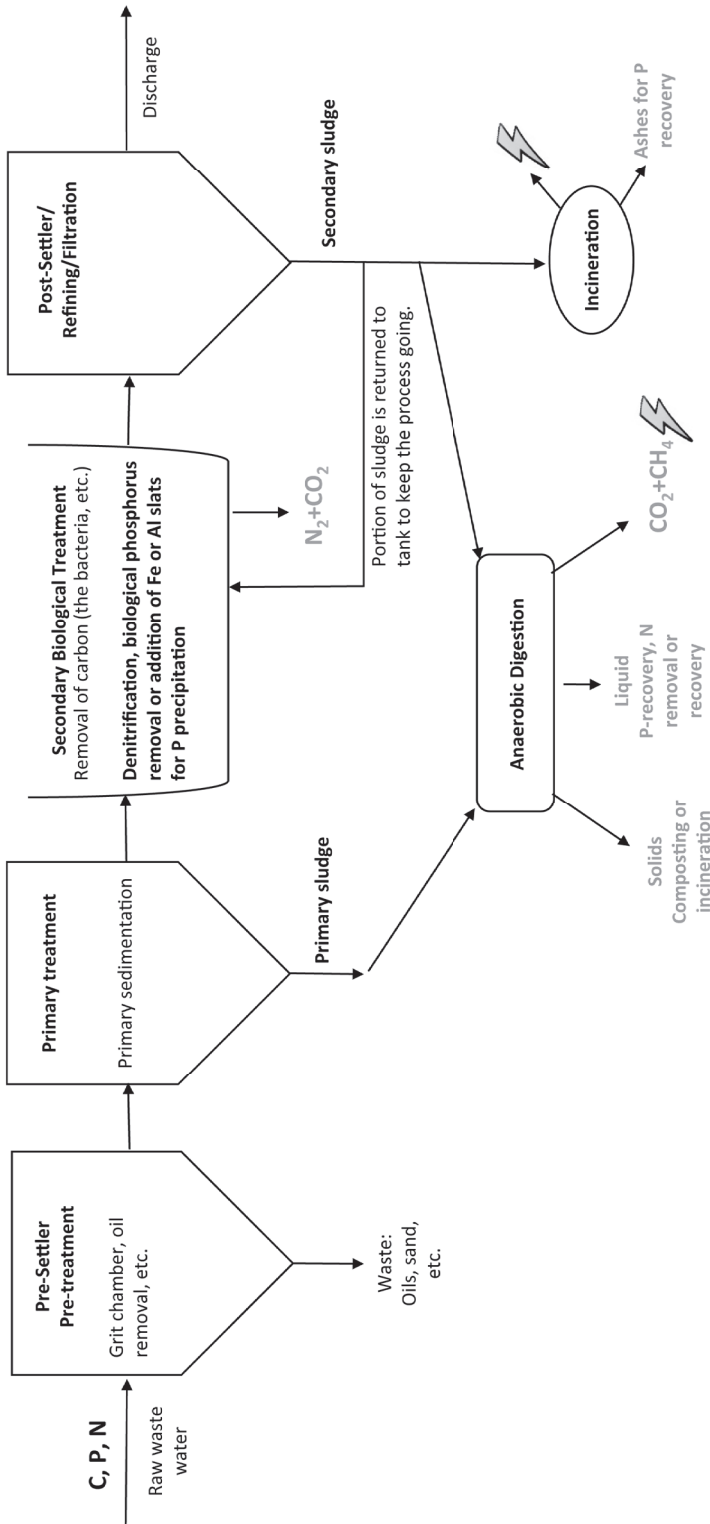 C, P, N
Raw waste
water
Pre-Settler
Pre-treatment
Grit chamber, oil
removal, etc.
Waste:
Oils, sand,
etc.
Primary treatment
Primary sedimentation
Primary sludge
Secondary Biological Treatment
Removal of carbon (the bacteria, etc.)
Denitrification, biological phosphorus
removal or addition of Fe or Al slats
for P precipitation
N₂+CO₂
Portion of sludge is returned to
tank to keep the process going.
Post-Settler/
Refining/Filtration
Discharge
Secondary sludge
Anaerobic Digestion
Solids
Composting or
incineration
Liquid
P-recovery, N
removal or
recovery
CO₂+CH₄
Incineration
Ashes for P
recovery